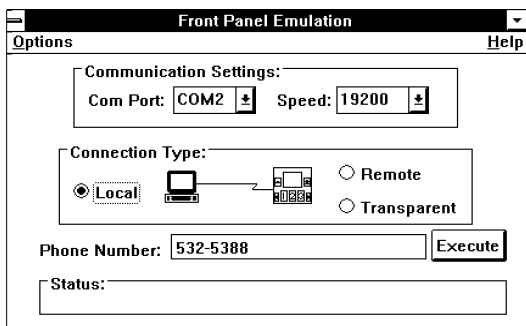 Front Panel Emulation
Options Help
Communication Settings:
Com Port: COM2 Speed: 19200
Connection Type:
Local
Remote
Transparent
Phone Number: 532-5388 Execute
Status: